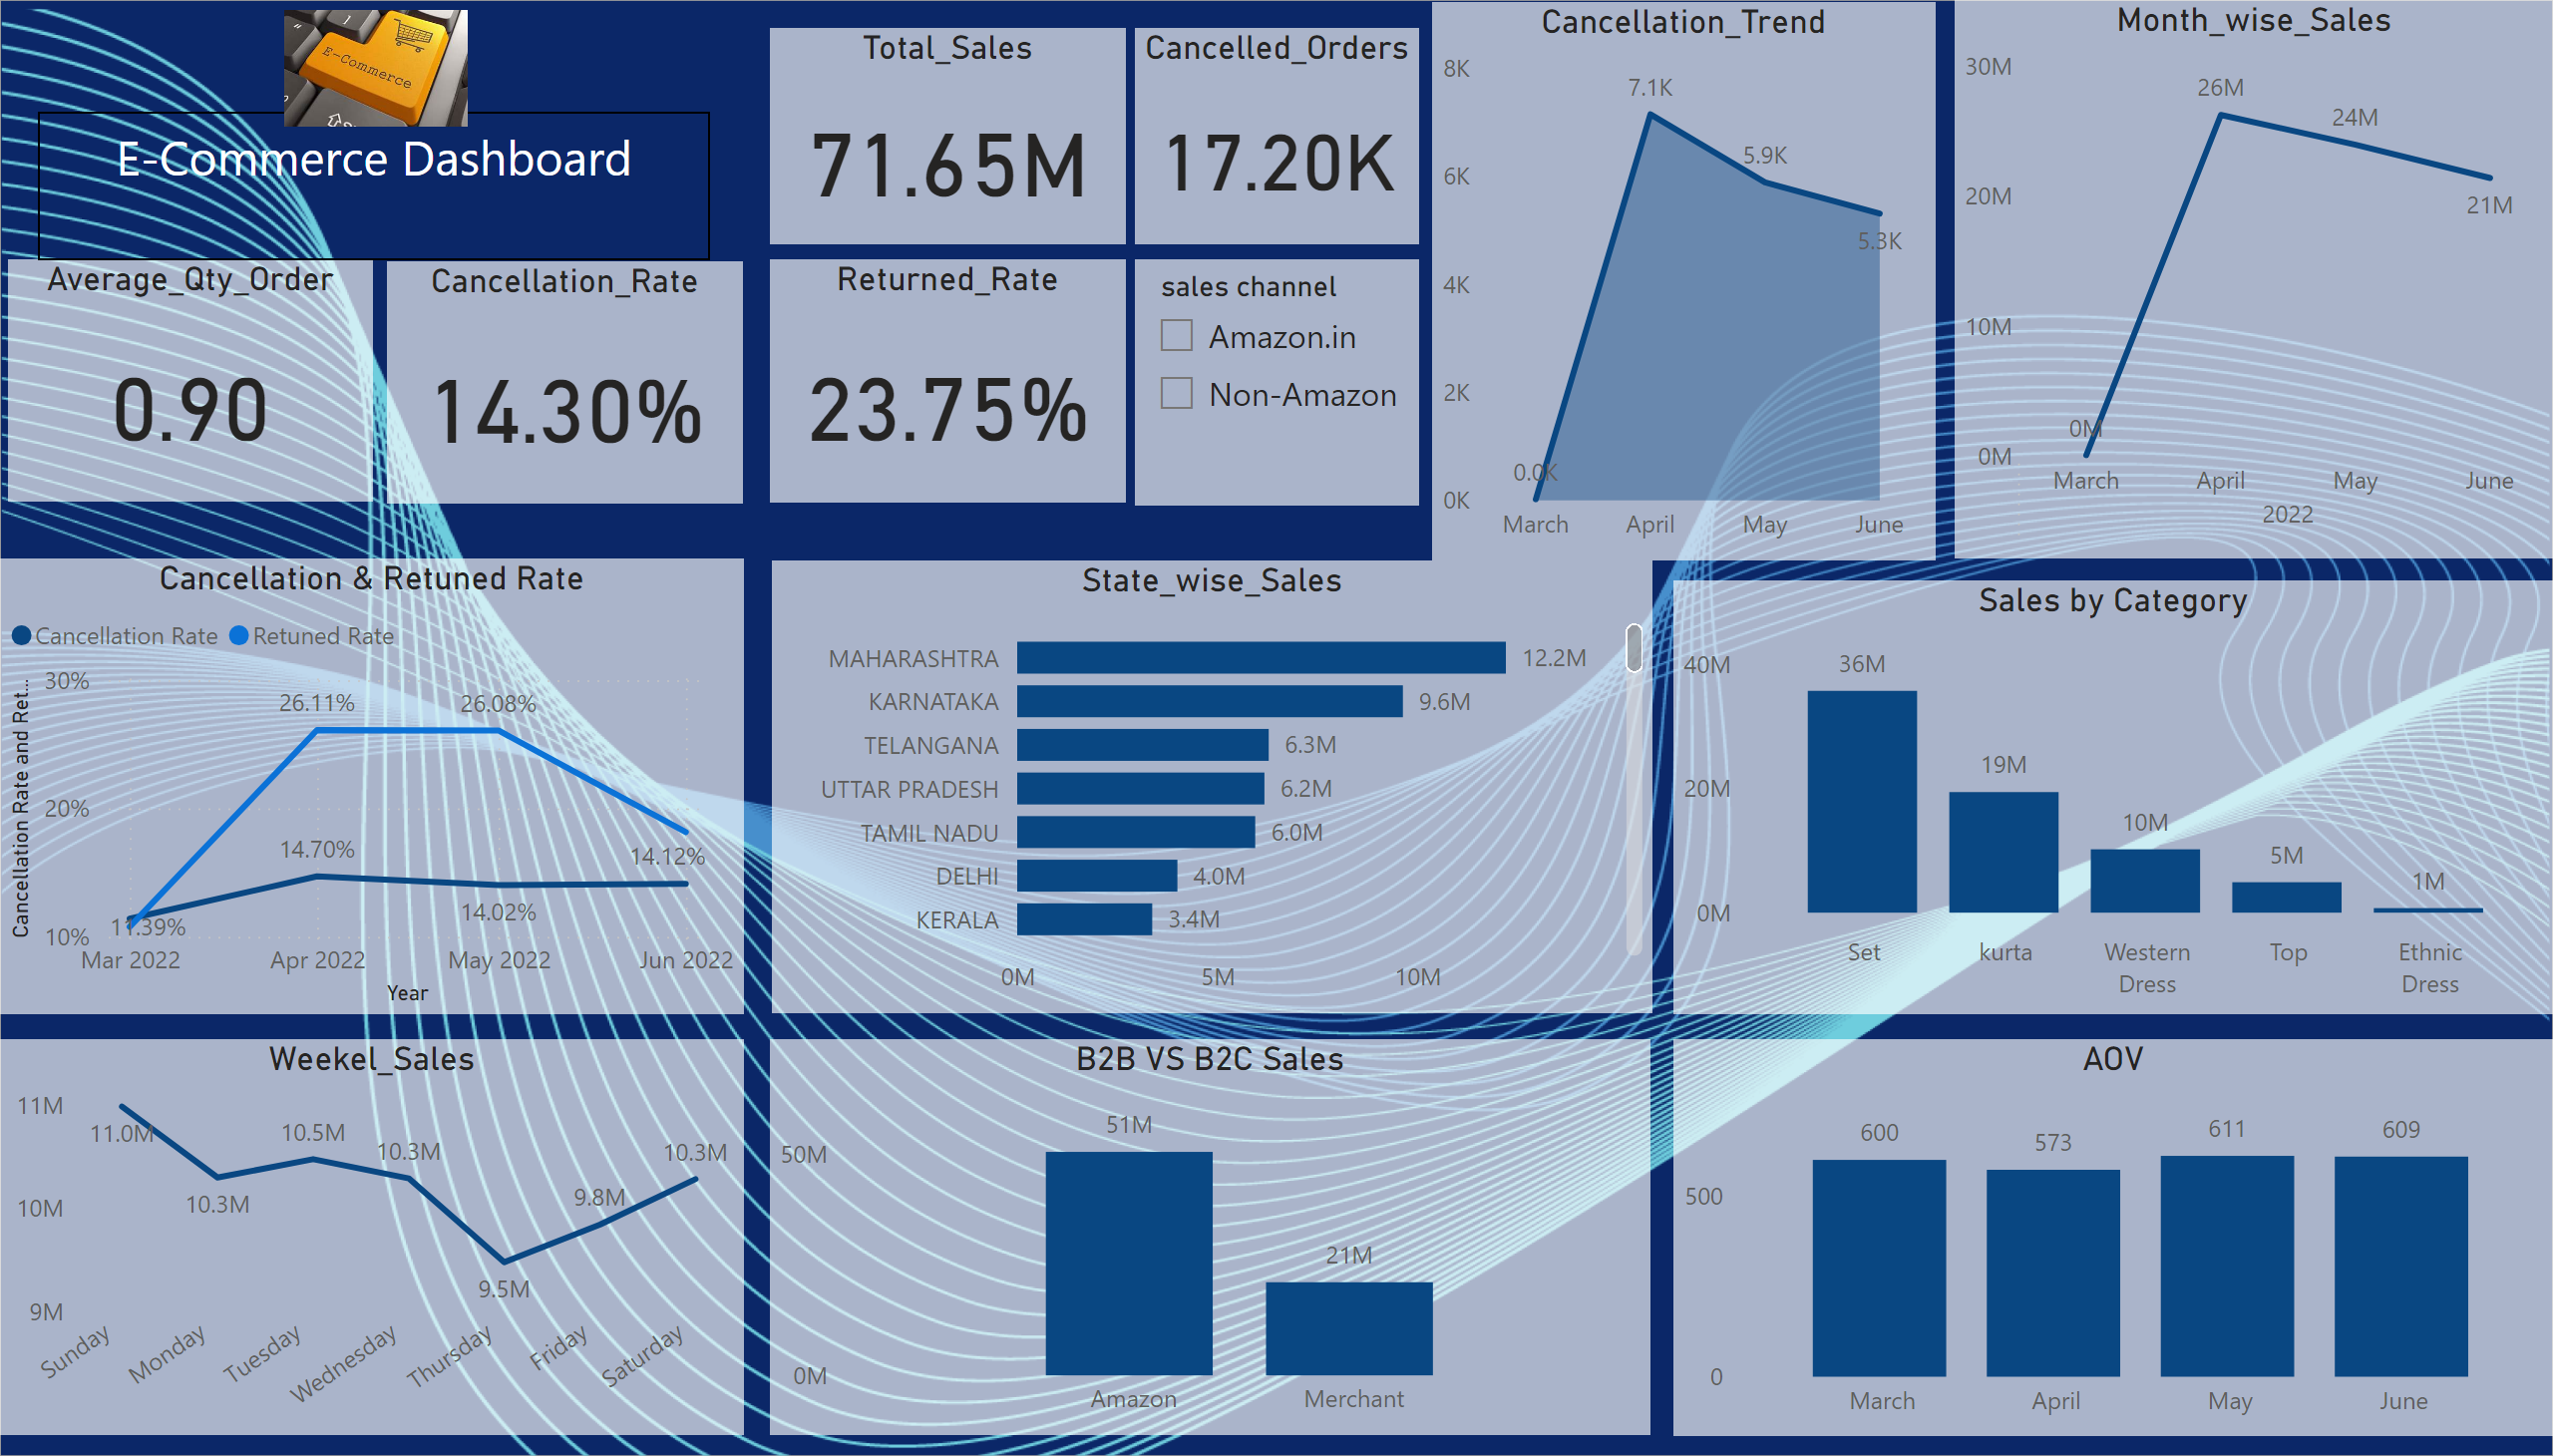 E-Commerce
E-Commerce Dashboard
Total_Sales
71.65M
Cancelled_Orders
17.20K
Average_Qty_Order
0.90
Cancellation_Rate
14.30%
Returned_Rate
23.75%
sales channel
Amazon.in
Non-Amazon
Cancellation_Trend
8K
6K
4K
2K
0K
7.1K
5.9K
5.3K
0.0K
March April May June
Month_wise_Sales
30M
20M
10M
0M
26M
24M
21M
0M
March April May June
2022
Cancellation & Retuned Rate
Cancellation Rate Retuned Rate
Cancellation Rate and Ret...
30%
20%
10%
26.11% 26.08%
14.70% 14.12%
14.02%
11.39%
Mar 2022 Apr 2022 May 2022 Jun 2022
Year
State_wise_Sales
MAHARASHTRA 12.2M
KARNATAKA 9.6M
TELANGANA 6.3M
UTTAR PRADESH 6.2M
TAMIL NADU 6.0M
DELHI 4.0M
KERALA 3.4M
0M 5M 10M
Sales by Category
40M
20M
0M
36M
19M
10M
5M
1M
Set kurta Western Top Ethnic
Dress Dress
Weekel_Sales
11M
10M
9M
11.0M
10.3M
10.5M
10.3M
9.5M
9.8M
10.3M
Sunday Monday Tuesday Wednesday Thursday Friday Saturday
B2B VS B2C Sales
50M
0M
51M
21M
Amazon Merchant
AOV
500
0
600 573 611 609
March April May June